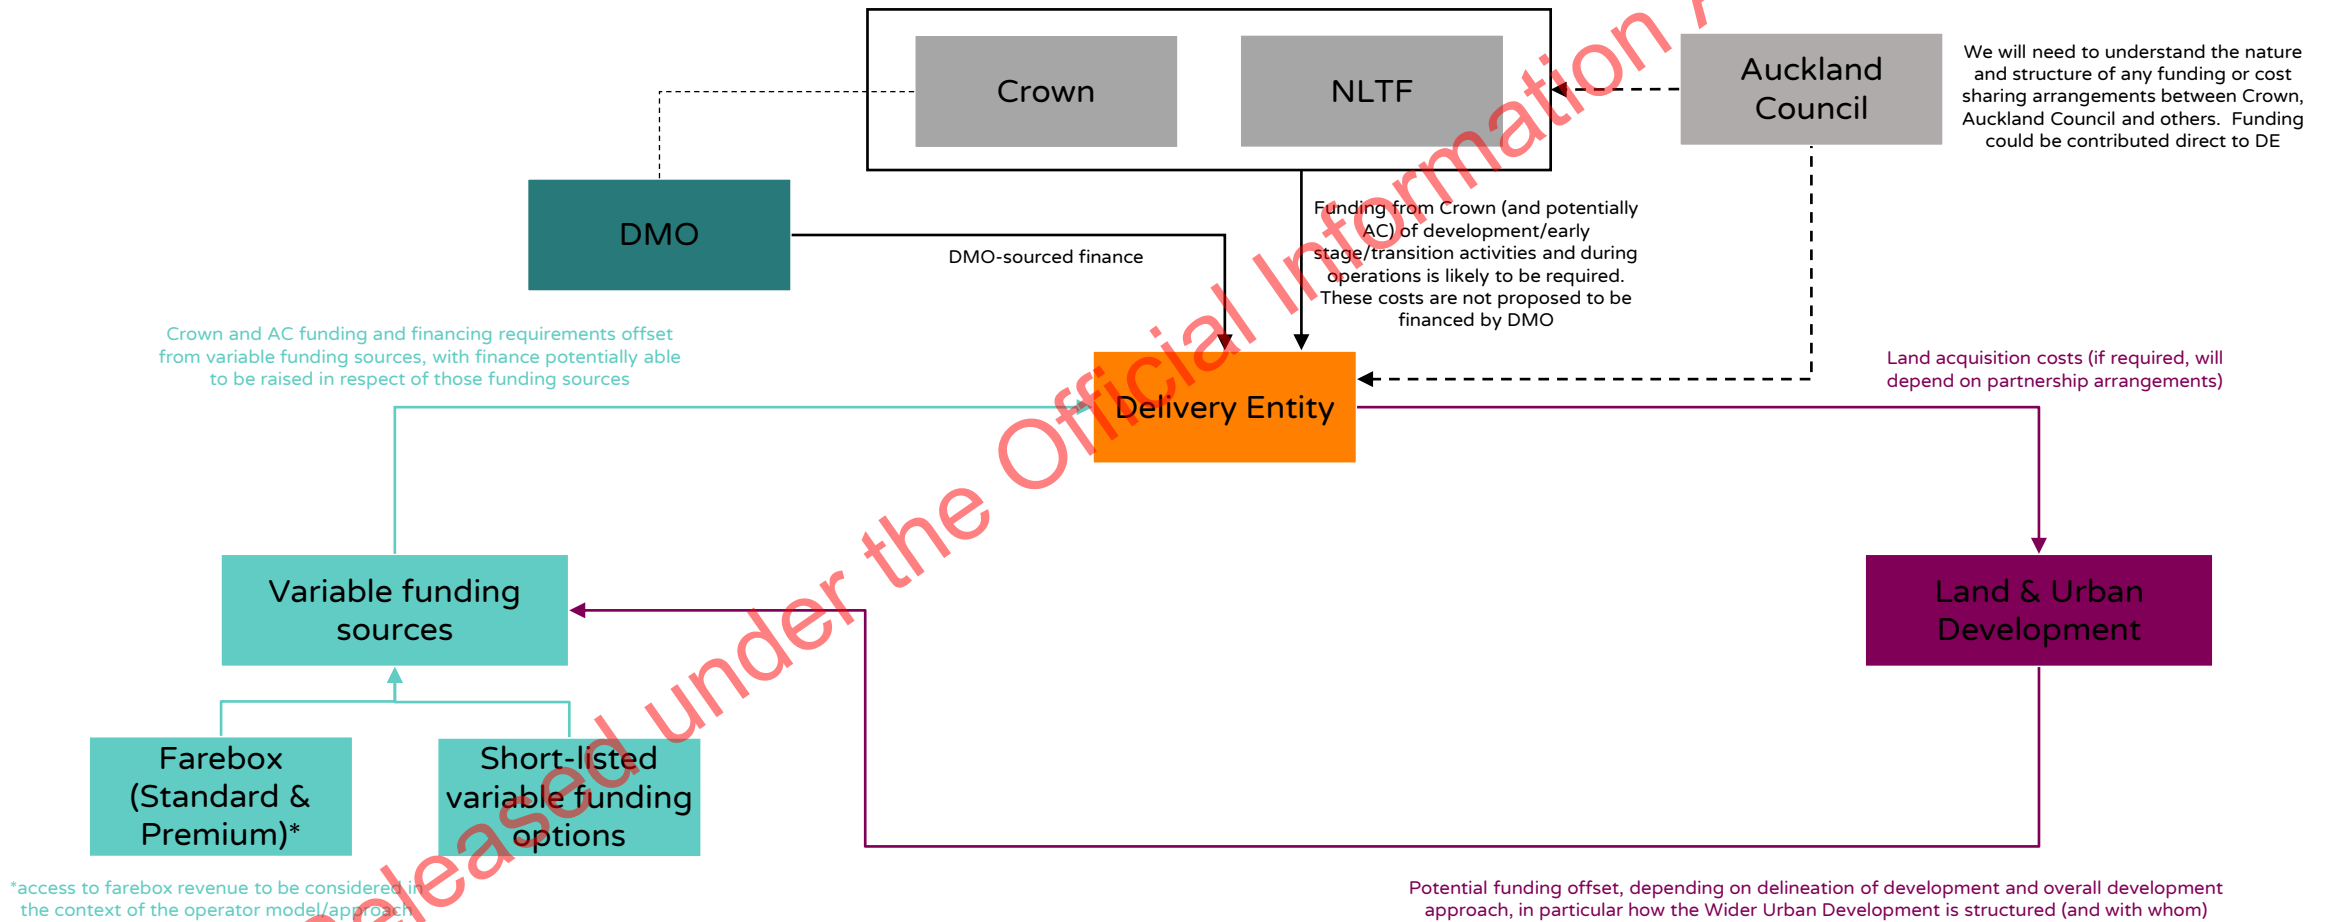 Crown
NLTF
Auckland
Council
We will need to understand the nature
and structure of any funding or cost
sharing arrangements between Crown,
Auckland Council and others.  Funding
could be contributed direct to DE
DMO
DMO-sourced finance
Funding from Crown (and potentially
AC) of development/early
stage/transition activities and during
operations is likely to be required.
These costs are not proposed to be
financed by DMO
Crown and AC funding and financing requirements offset
from variable funding sources, with finance potentially able
to be raised in respect of those funding sources
Delivery Entity
Land acquisition costs (if required, will
depend on partnership arrangements)
Variable funding
sources
Land & Urban
Development
Farebox
(Standard &
Premium)*
Short-listed
variable funding
options
*access to farebox revenue to be considered in
the context of the operator model/approach
Potential funding offset, depending on delineation of development and overall development
approach, in particular how the Wider Urban Development is structured (and with whom)
Released under the Official Information